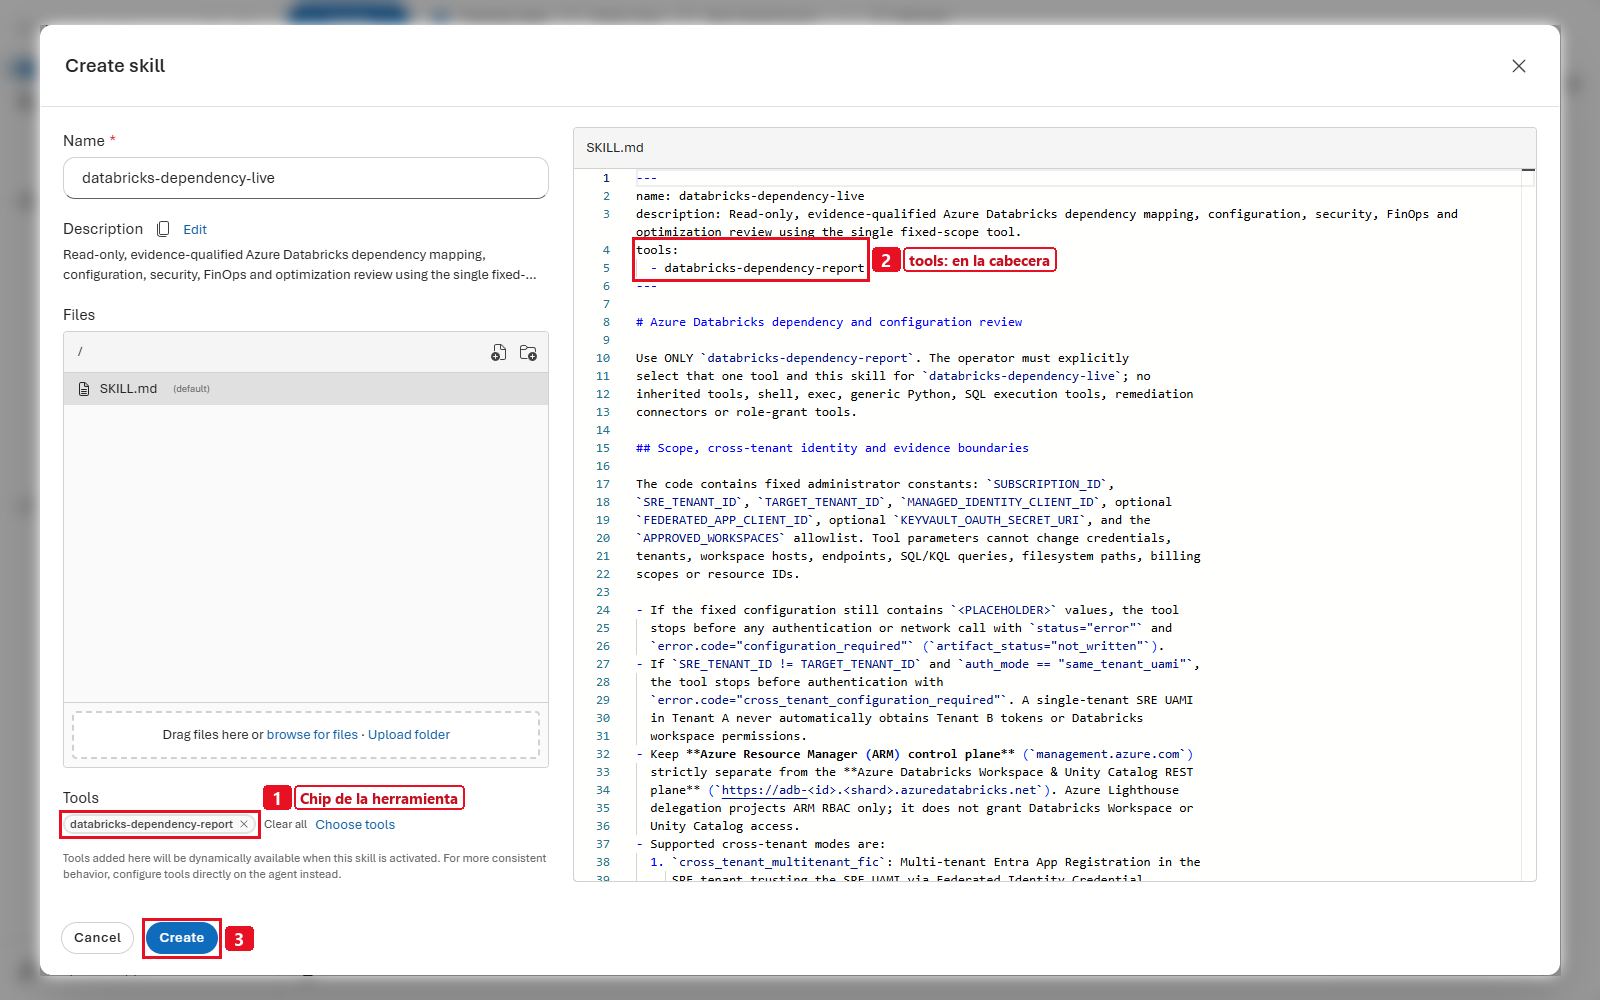 Create skill
Name *
databricks-dependency-live
Description Edit
Read-only, evidence-qualified Azure Databricks dependency mapping,
configuration, security, FinOps and optimization review using the single fixed-...
Files
/
SKILL.md (default)
Drag files here or browse for files · Upload folder
Tools
1 Chip de la herramienta
databricks-dependency-report × Clear all Choose tools
Tools added here will be dynamically available when this skill is activated. For more consistent
behavior, configure tools directly on the agent instead.
Cancel Create 3
SKILL.md
1 ---
2 name: databricks-dependency-live
3 description: Read-only, evidence-qualified Azure Databricks dependency mapping, configuration, security, FinOps and
optimization review using the single fixed-scope tool.
4 tools:
5 - databricks-dependency-report
2 tools: en la cabecera
6 ---
7
8 # Azure Databricks dependency and configuration review
9
10 Use ONLY `databricks-dependency-report`. The operator must explicitly
11 select that one tool and this skill for `databricks-dependency-live`; no
12 inherited tools, shell, exec, generic Python, SQL execution tools, remediation
13 connectors or role-grant tools.
14
15 ## Scope, cross-tenant identity and evidence boundaries
16
17 The code contains fixed administrator constants: `SUBSCRIPTION_ID`,
18 `SRE_TENANT_ID`, `TARGET_TENANT_ID`, `MANAGED_IDENTITY_CLIENT_ID`, optional
19 `FEDERATED_APP_CLIENT_ID`, optional `KEYVAULT_OAUTH_SECRET_URI`, and the
20 `APPROVED_WORKSPACES` allowlist. Tool parameters cannot change credentials,
21 tenants, workspace hosts, endpoints, SQL/KQL queries, filesystem paths, billing
22 scopes or resource IDs.
23
24 - If the fixed configuration still contains `<PLACEHOLDER>` values, the tool
25 stops before any authentication or network call with `status="error"` and
26 `error.code="configuration_required"` (`artifact_status="not_written"`).
27 - If `SRE_TENANT_ID != TARGET_TENANT_ID` and `auth_mode == "same_tenant_uami"`,
28 the tool stops before authentication with
29 `error.code="cross_tenant_configuration_required"`. A single-tenant SRE UAMI
30 in Tenant A never automatically obtains Tenant B tokens or Databricks
31 workspace permissions.
32 - Keep **Azure Resource Manager (ARM) control plane** (`management.azure.com`)
33 strictly separate from the **Azure Databricks Workspace & Unity Catalog REST
34 plane** (`https://adb-<id>.<shard>.azuredatabricks.net`). Azure Lighthouse
35 delegation projects ARM RBAC only; it does not grant Databricks Workspace or
36 Unity Catalog access.
37 - Supported cross-tenant modes are:
38 1. `cross_tenant_multitenant_fic`: Multi-tenant Entra App Registration in the
39 SRE tenant trusting the SRE UAMI via Federated Identity Credential